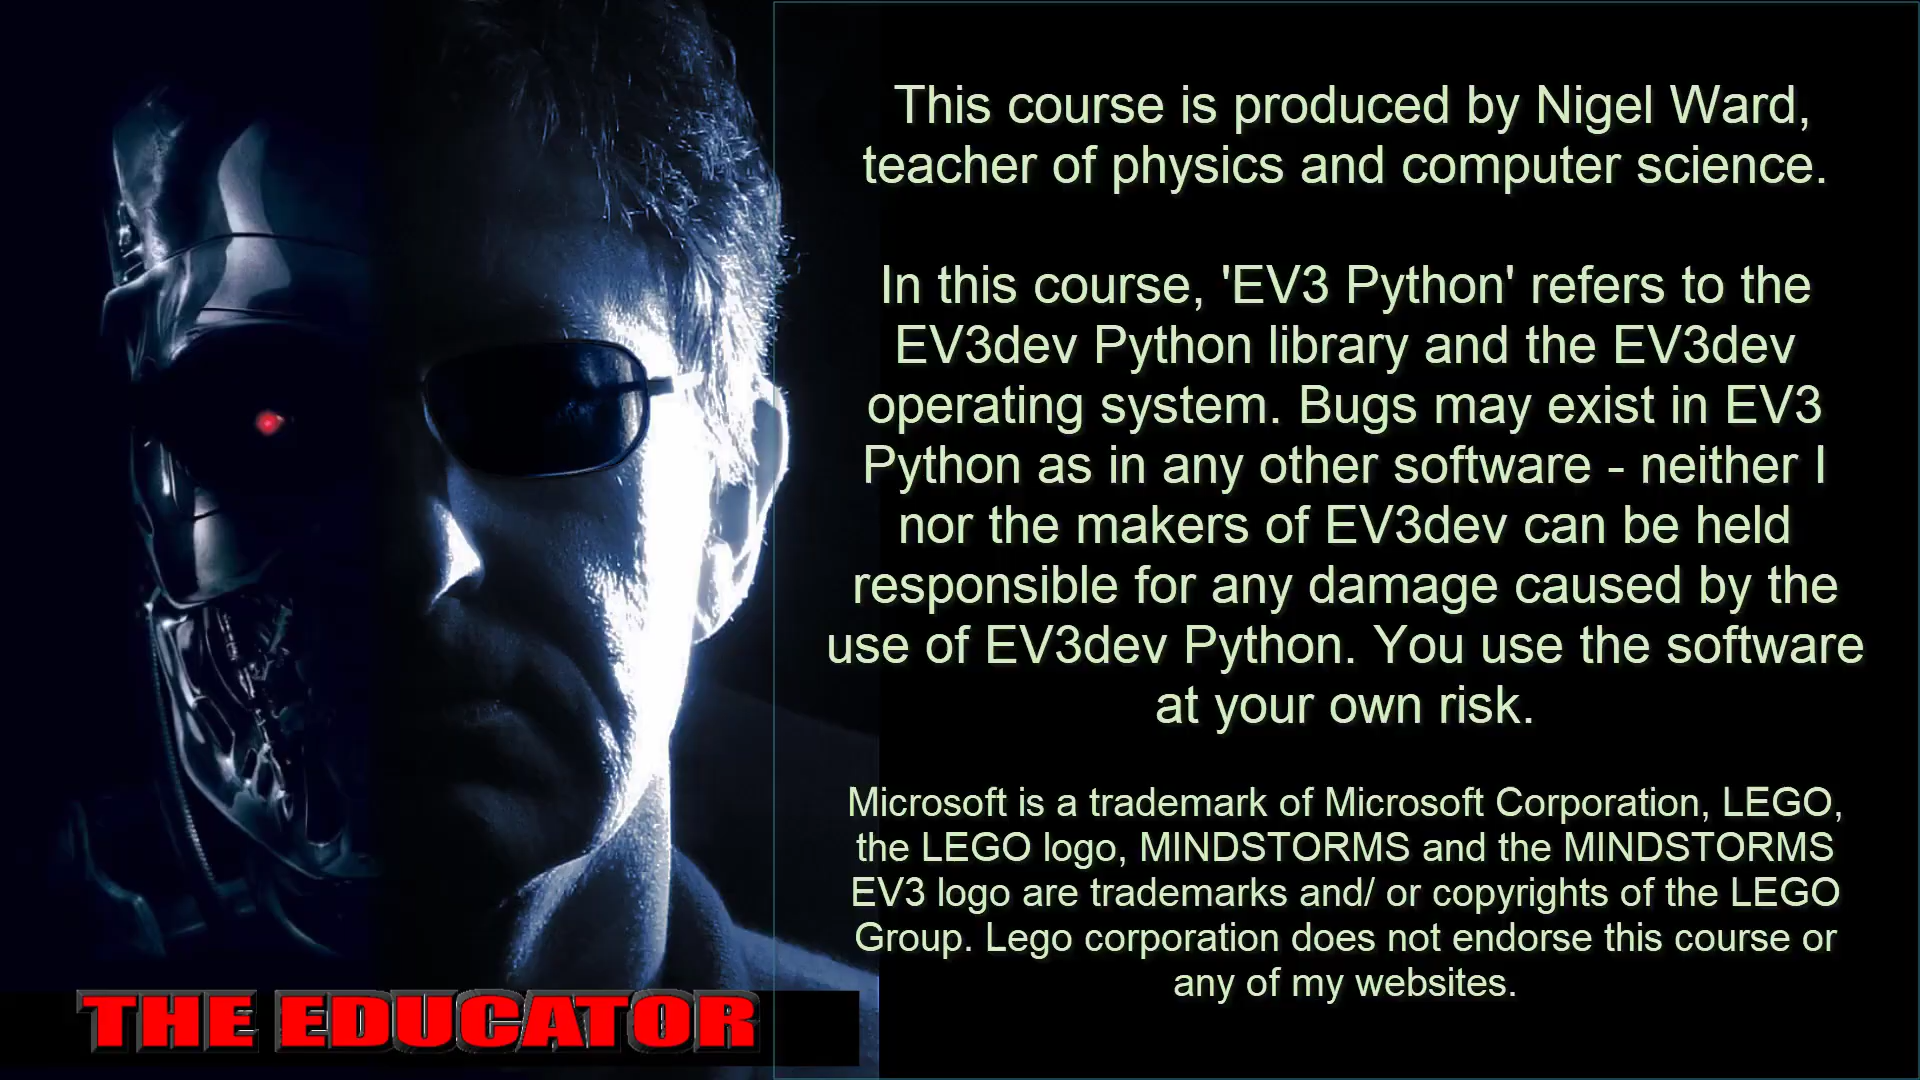 This course is produced by Nigel Ward,
teacher of physics and computer science.
In this course, 'EV3 Python' refers to the
EV3dev Python library and the EV3dev
operating system. Bugs may exist in EV3
Python as in any other software - neither I
nor the makers of EV3dev can be held
responsible for any damage caused by the
use of EV3dev Python. You use the software
at your own risk.
Microsoft is a trademark of Microsoft Corporation, LEGO,
the LEGO logo, MINDSTORMS and the MINDSTORMS
EV3 logo are trademarks and/ or copyrights of the LEGO
Group. Lego corporation does not endorse this course or
any of my websites.
THE EDUCATOR